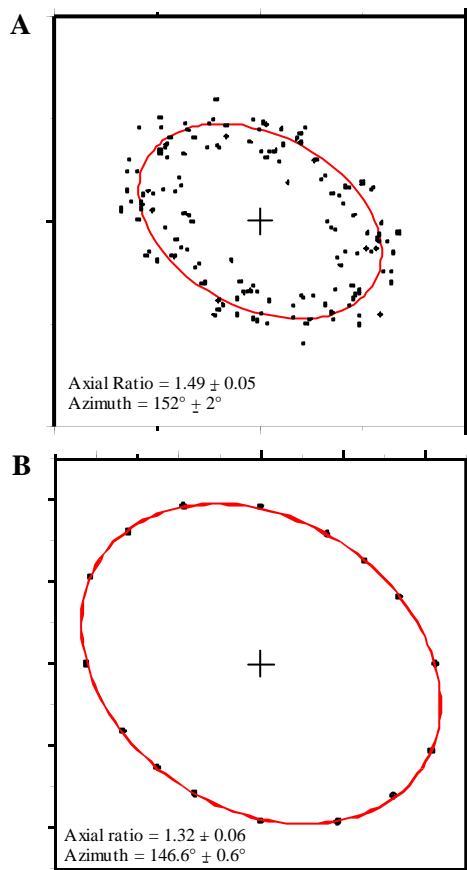 A
Axial Ratio = 1.49 ± 0.05
Azimuth = 152° ± 2°
B
Axial ratio = 1.32 ± 0.06
Azimuth = 146.6° ± 0.6°